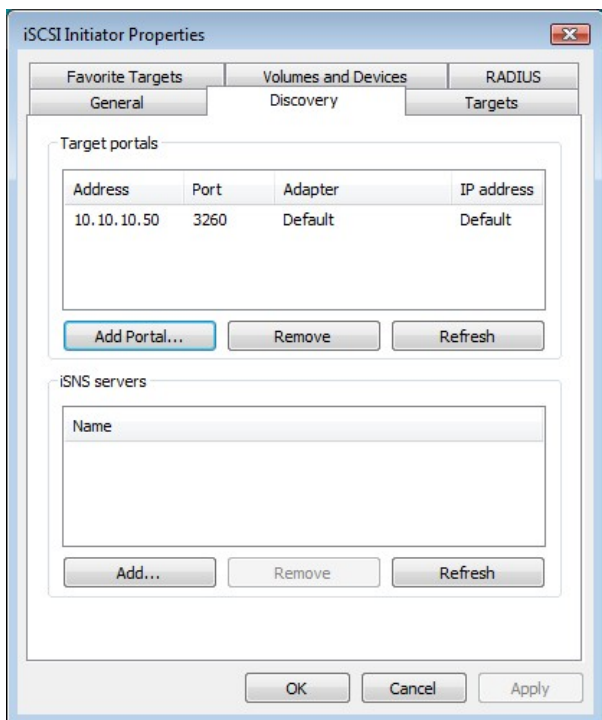 iSCSI Initiator Properties
Favorite Targets Volumes and Devices RADIUS
General Discovery Targets
Target portals
Address Port Adapter IP address
10.10.10.50 3260 Default Default
Add Portal... Remove Refresh
iSNS servers
Name
Add... Remove Refresh
OK Cancel Apply